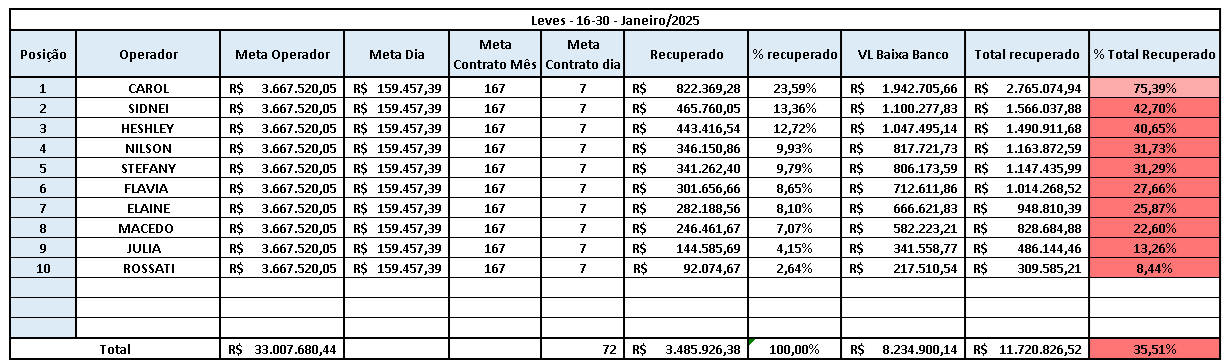 Leves - 16-30 - Janeiro/2025
Posição Operador Meta Operador Meta Dia Meta Contrato Mês Meta Contrato dia Recuperado % recuperado VL Baixa Banco Total recuperado % Total Recuperado
1 CAROL R$ 3.667.520,05 R$ 159.457,39 167 7 R$ 822.369,28 23,59% R$ 1.942.705,66 R$ 2.765.074,94 75,39%
2 SIDNEI R$ 3.667.520,05 R$ 159.457,39 167 7 R$ 465.760,05 13,36% R$ 1.100.277,83 R$ 1.566.037,88 42,70%
3 HESHLEY R$ 3.667.520,05 R$ 159.457,39 167 7 R$ 443.416,54 12,72% R$ 1.047.495,14 R$ 1.490.911,68 40,65%
4 NILSON R$ 3.667.520,05 R$ 159.457,39 167 7 R$ 346.150,86 9,93% R$ 817.721,73 R$ 1.163.872,59 31,73%
5 STEFANY R$ 3.667.520,05 R$ 159.457,39 167 7 R$ 341.262,40 9,79% R$ 806.173,59 R$ 1.147.435,99 31,29%
6 FLAVIA R$ 3.667.520,05 R$ 159.457,39 167 7 R$ 301.656,66 8,65% R$ 712.611,86 R$ 1.014.268,52 27,66%
7 ELAINE R$ 3.667.520,05 R$ 159.457,39 167 7 R$ 282.188,56 8,10% R$ 666.621,83 R$ 948.810,39 25,87%
8 MACEDO R$ 3.667.520,05 R$ 159.457,39 167 7 R$ 246.461,67 7,07% R$ 582.223,21 R$ 828.684,88 22,60%
9 JULIA R$ 3.667.520,05 R$ 159.457,39 167 7 R$ 144.585,69 4,15% R$ 341.558,77 R$ 486.144,46 13,26%
10 ROSSATI R$ 3.667.520,05 R$ 159.457,39 167 7 R$ 92.074,67 2,64% R$ 217.510,54 R$ 309.585,21 8,44%
Total R$ 33.007.680,44 72 R$ 3.485.926,38 100,00% R$ 8.234.900,14 R$ 11.720.826,52 35,51%